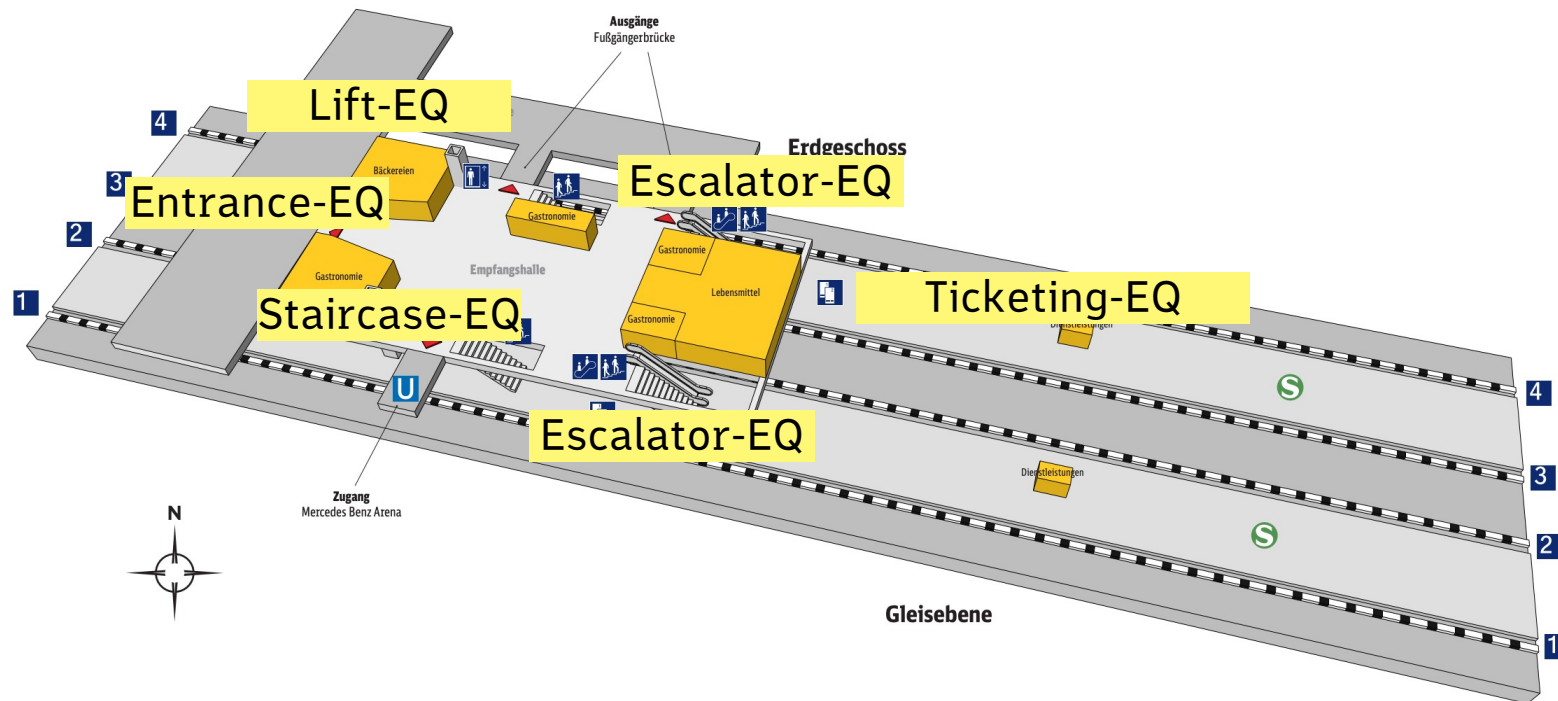 Ausgänge
Fußgängerbrücke
Lift-EQ
4
Erdgeschoss
Bäckereien
3
Entrance-EQ
Escalator-EQ
Gastronomie
2
Gastronomie
Empfangshalle
Gastronomie
Lebensmittel
Ticketing-EQ
1
Staircase-EQ
Gastronomie
Dienstleistungen
U
S
4
Escalator-EQ
Dienstleistungen
3
Zugang
Mercedes Benz Arena
N
S
2
Gleisebene
1